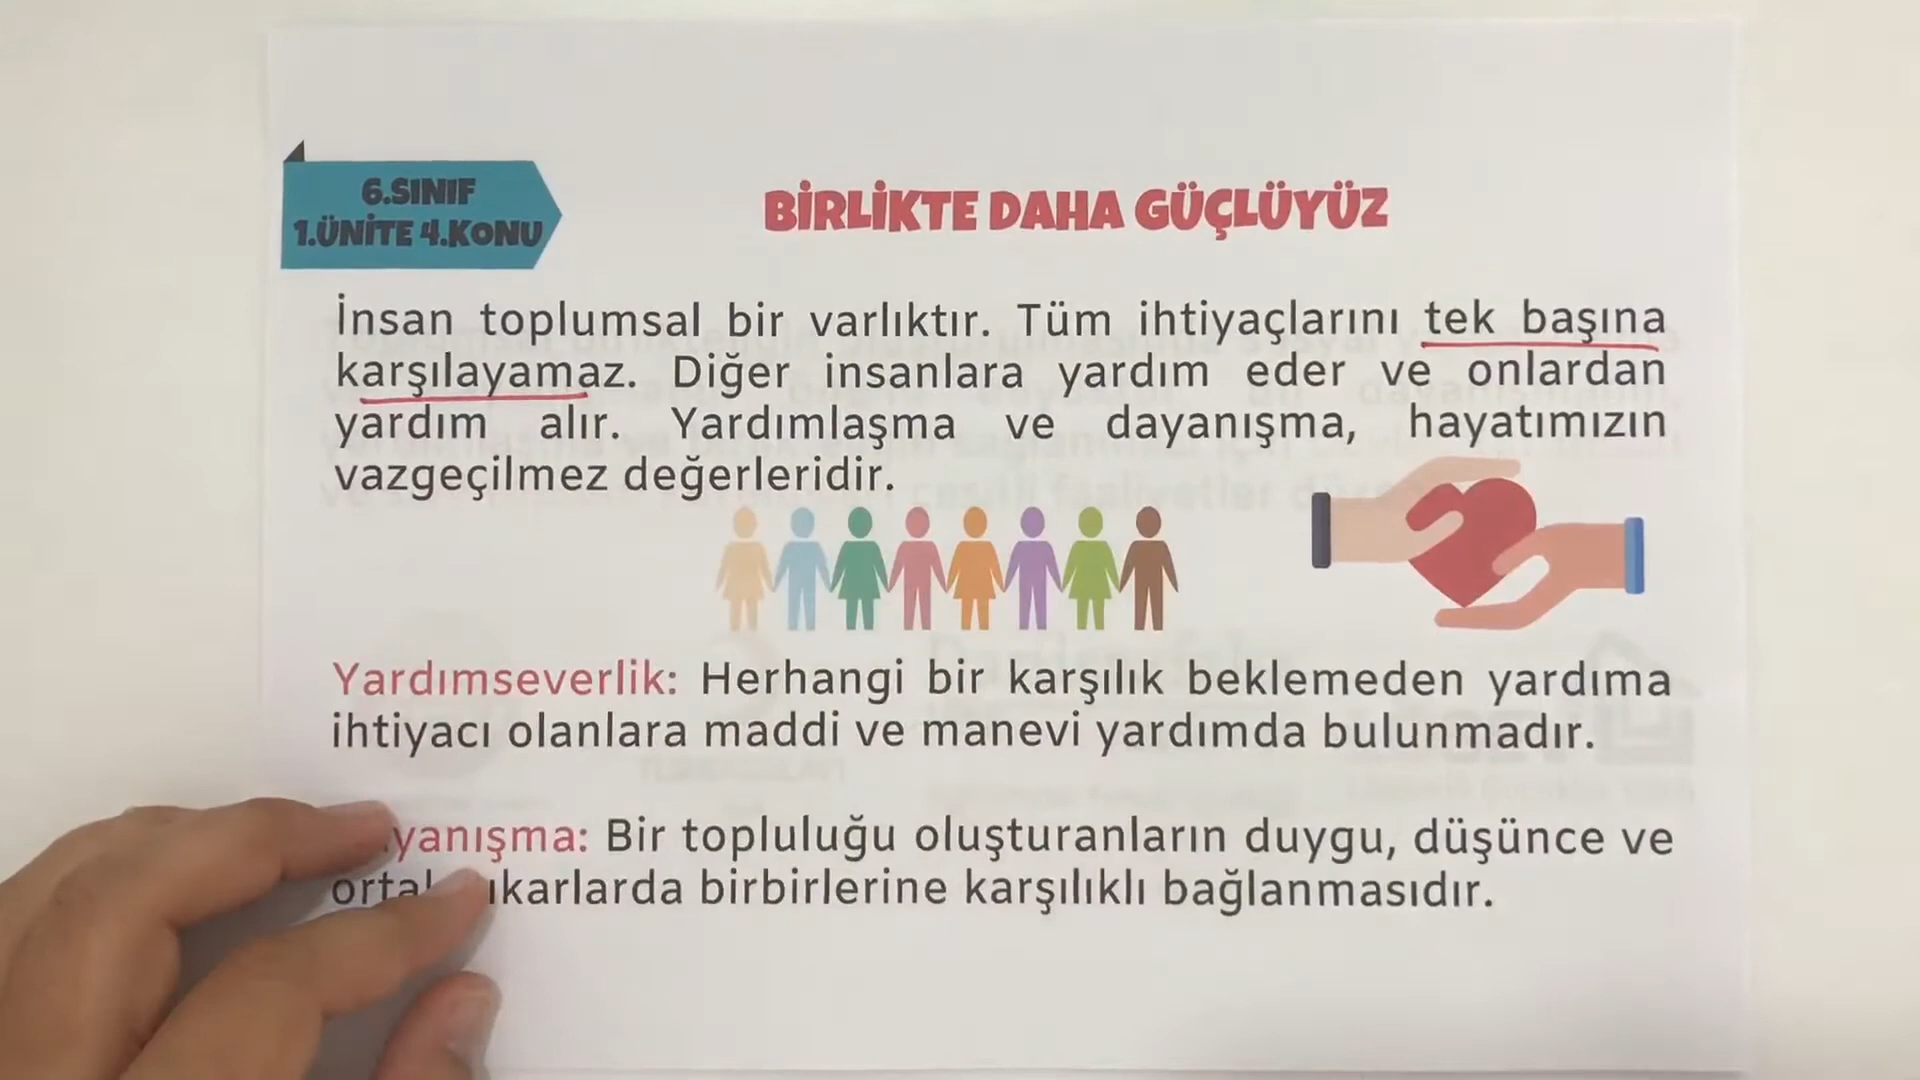 6.SINIF
1.ÜNİTE 4.KONU
BİRLİKTE DAHA GÜÇLÜYÜZ
İnsan toplumsal bir varlıktır. Tüm ihtiyaçlarını tek başına
karşılayamaz. Diğer insanlara yardım eder ve onlardan
yardım alır. Yardımlaşma ve dayanışma, hayatımızın
vazgeçilmez değerleridir.
Yardımseverlik: Herhangi bir karşılık beklemeden yardıma
ihtiyacı olanlara maddi ve manevi yardımda bulunmadır.
yanışma: Bir topluluğu oluşturanların duygu, düşünce ve
birbirlerine karşılıklı bağlanmasıdır.